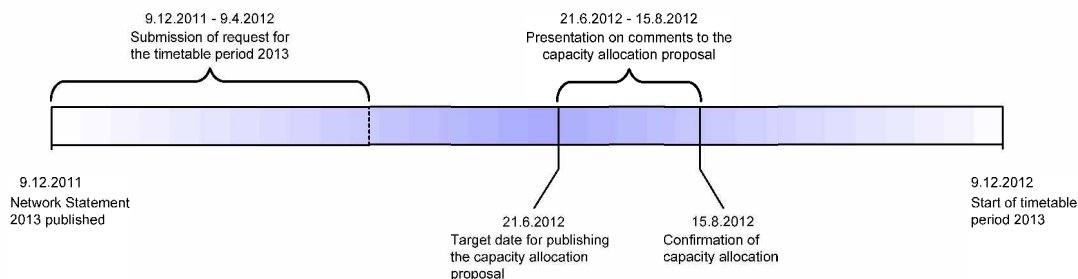 9.12.2011 - 9.4.2012
Submission of request for
the timetable period 2013
21.6.2012 - 15.8.2012
Presentation on comments to the
capacity allocation proposal
9.12.2011
Network Statement
2013 published
21.6.2012
Target date for publishing
the capacity allocation
proposal
15.8.2012
Confirmation of
capacity allocation
9.12.2012
Start of timetable
period 2013